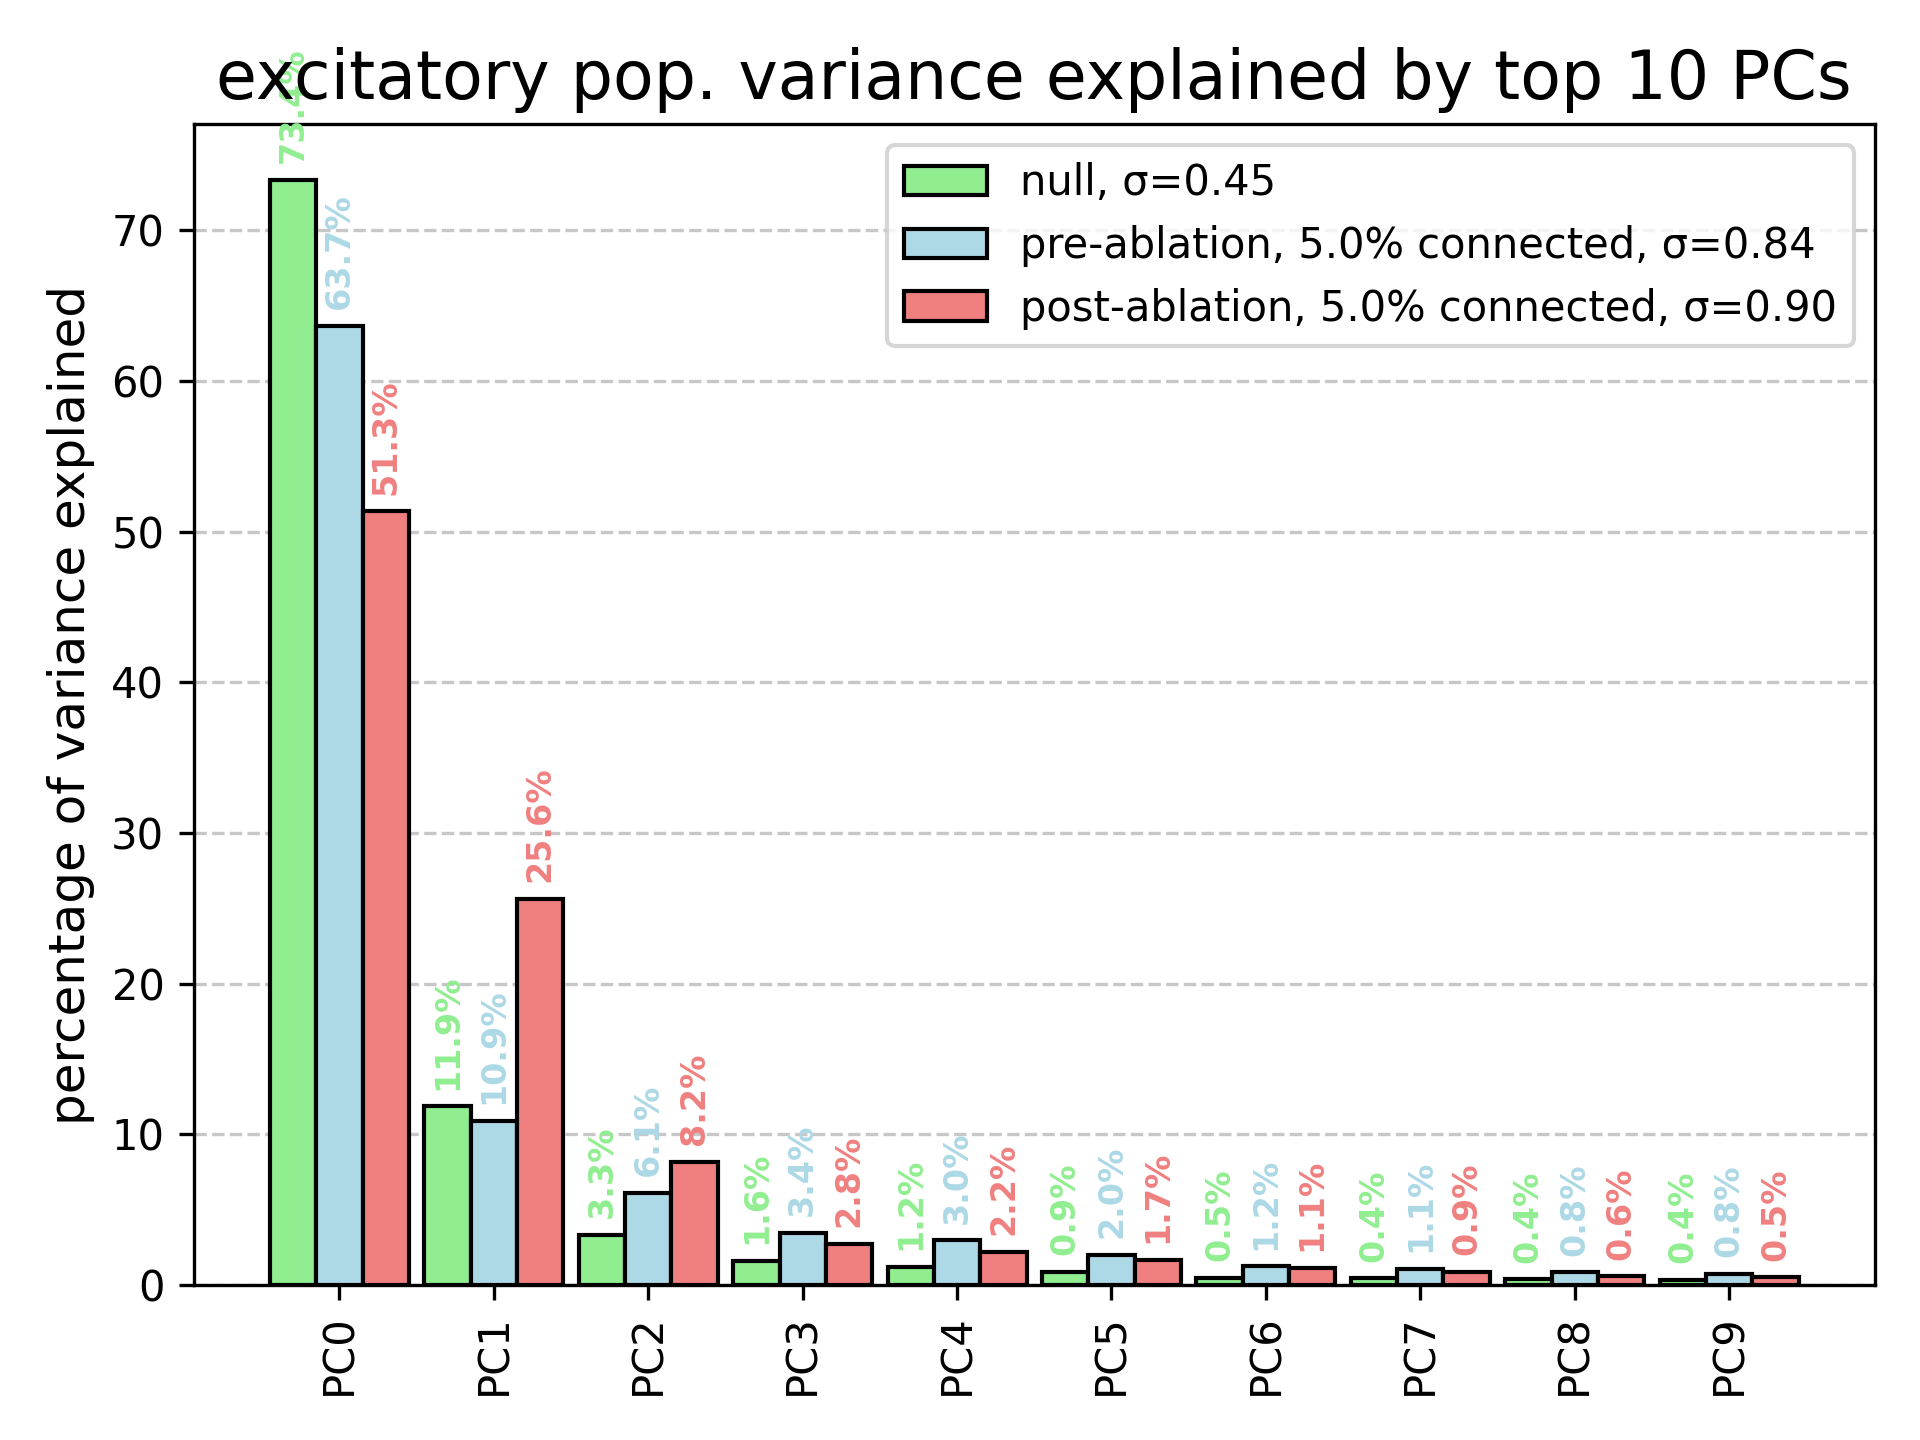 excitatory pop. variance explained by top 10 PCs
null, σ=0.45
pre-ablation, 5.0% connected, σ=0.84
post-ablation, 5.0% connected, σ=0.90
percentage of variance explained
70
60
50
40
30
20
10
0
73.4%
63.7%
51.3%
11.9%
10.9%
25.6%
3.3%
6.1%
8.2%
1.6%
3.4%
2.8%
1.2%
3.0%
2.2%
0.9%
2.0%
1.7%
0.5%
1.2%
1.1%
0.4%
1.1%
0.9%
0.4%
0.8%
0.6%
0.4%
0.8%
0.5%
PC0
PC1
PC2
PC3
PC4
PC5
PC6
PC7
PC8
PC9